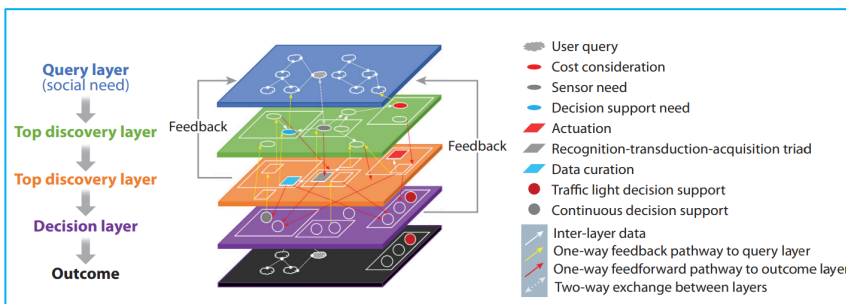 Query layer
(social need)
Top discovery layer
Top discovery layer
Decision layer
Outcome
Feedback
Feedback
User query
Cost consideration
Sensor need
Decision support need
Actuation
Recognition-transduction-acquisition triad
Data curation
Traffic light decision support
Continuous decision support
Inter-layer data
One-way feedback pathway to query layer
One-way feedforward pathway to outcome layer
Two-way exchange between layers